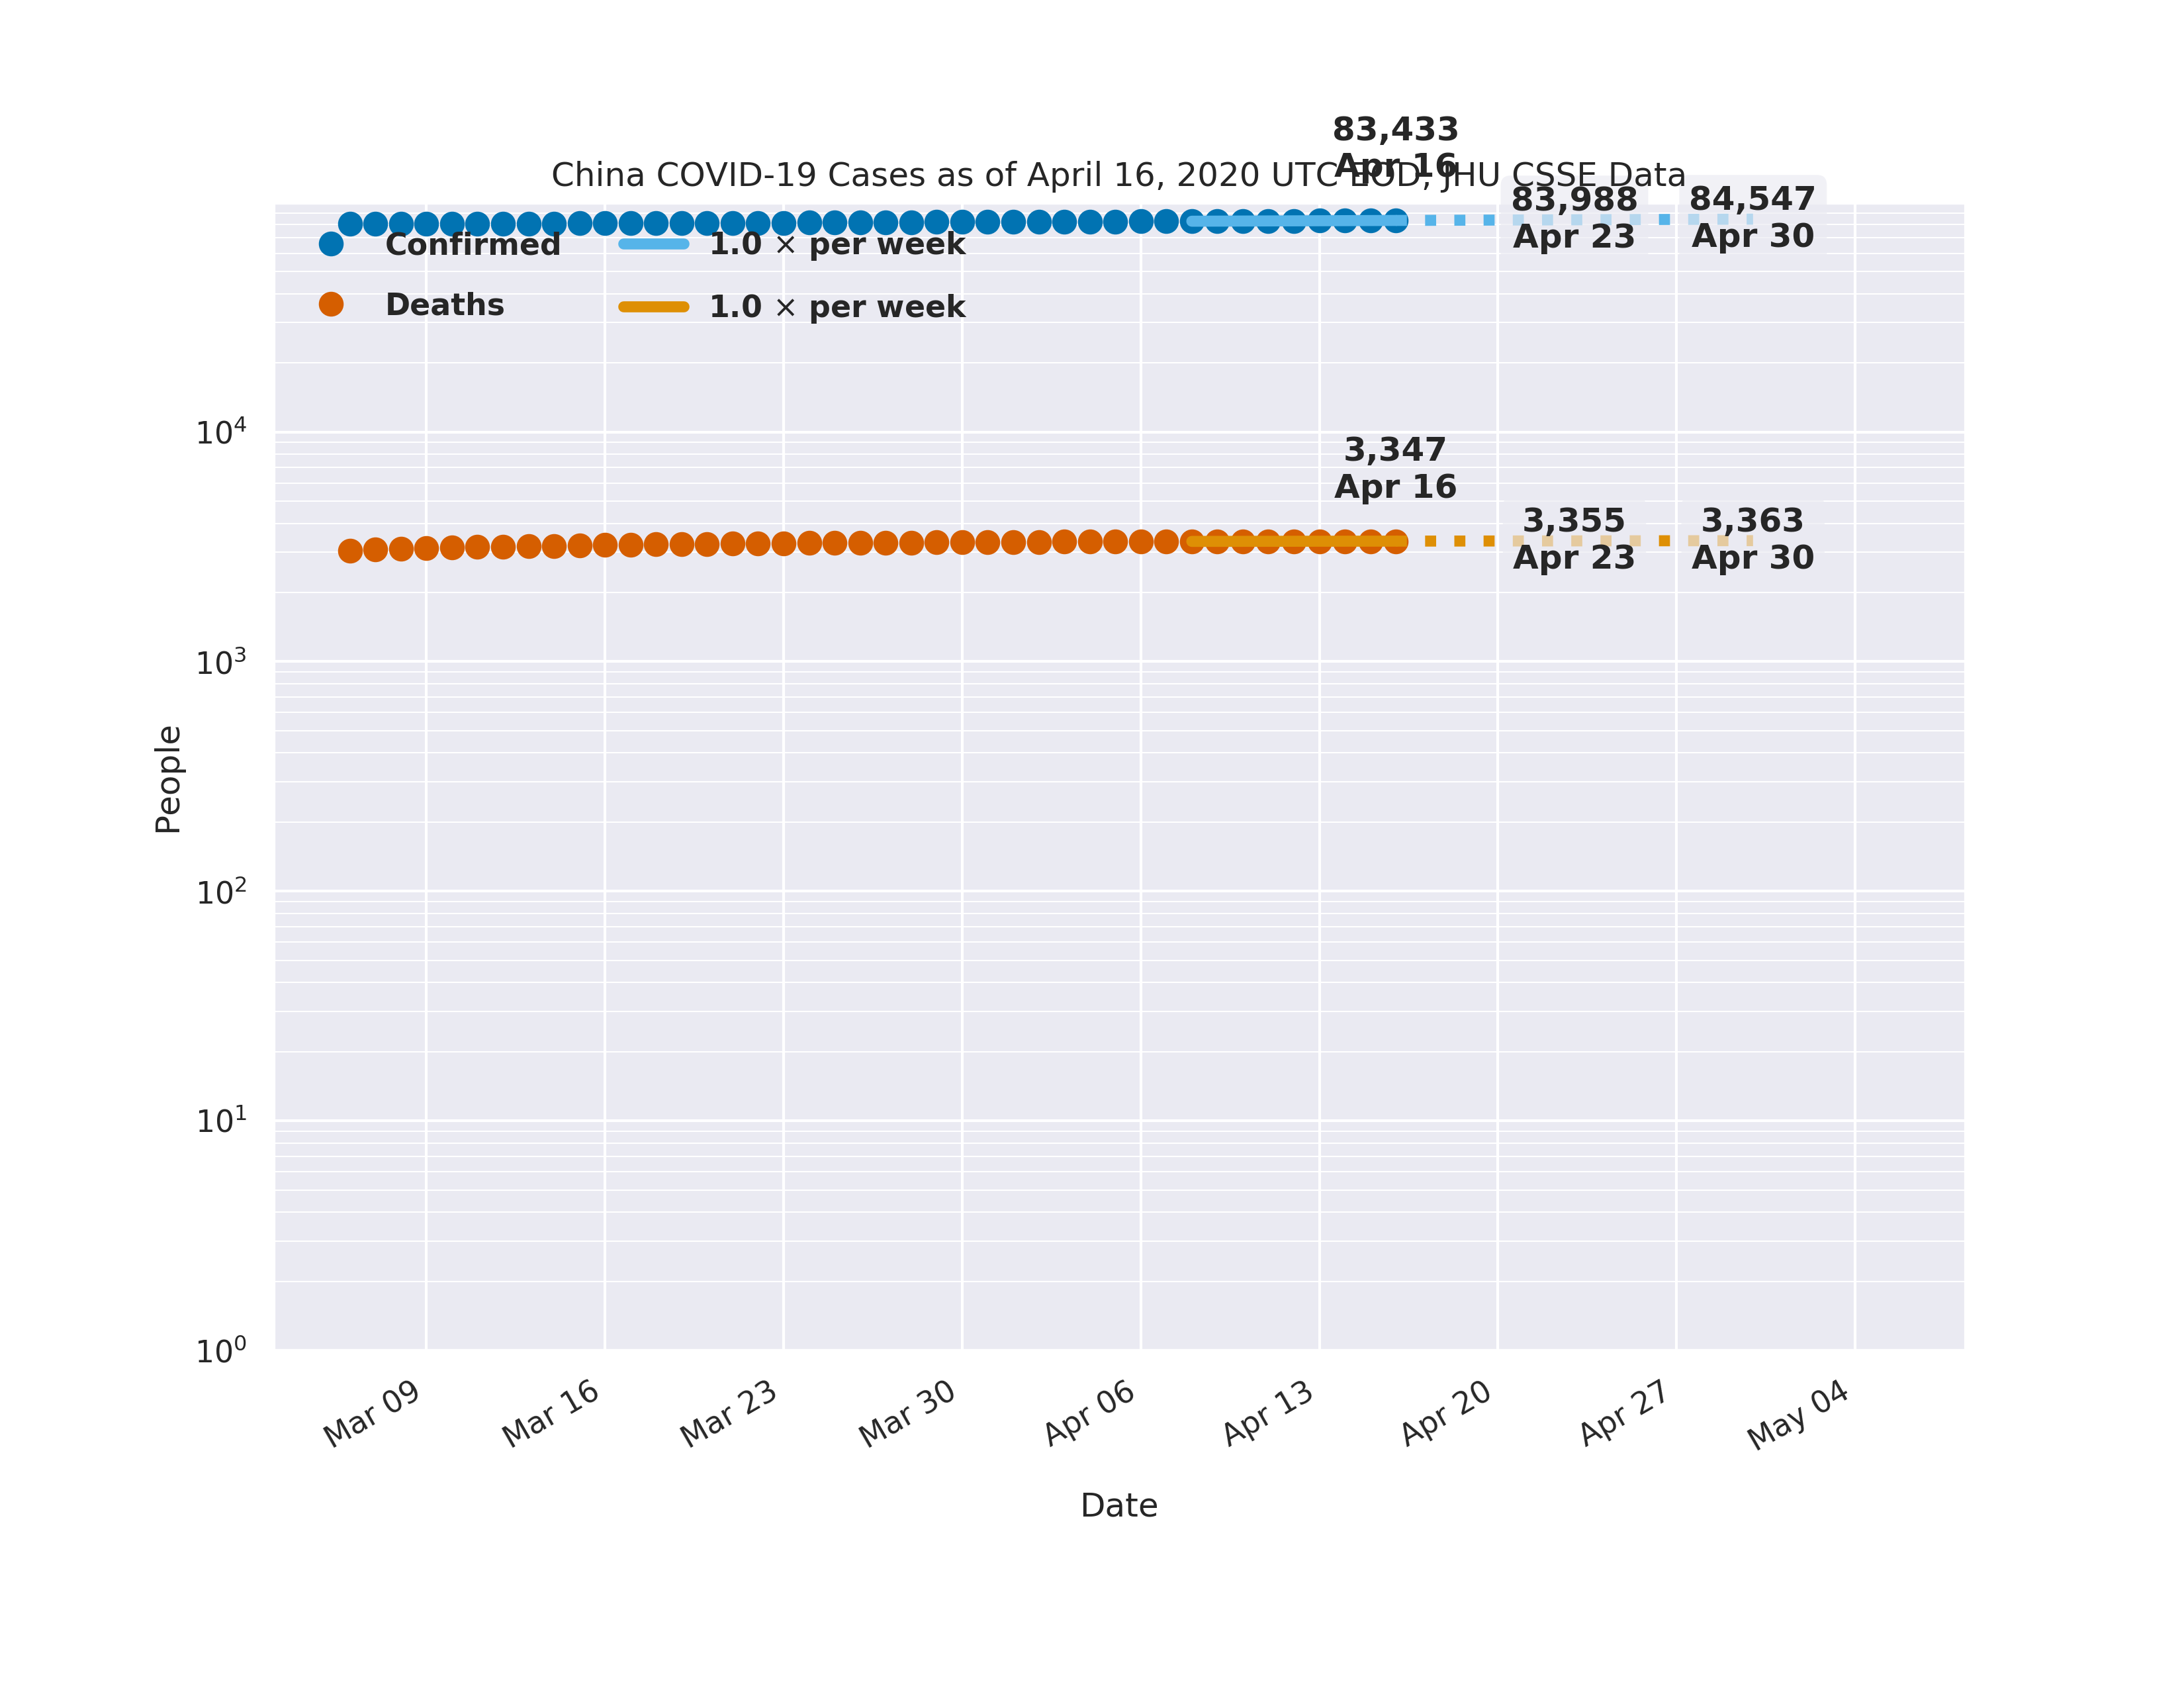 83,433
Apr 16
China COVID-19 Cases as of April 16, 2020 UTC EOD, JHU CSSE Data
83,988
Apr 23
84,547
Apr 30
Confirmed
1.0 × per week
Deaths
1.0 × per week
10⁴
3,347
Apr 16
3,355
Apr 23
3,363
Apr 30
10³
People
10²
10¹
10⁰
Mar 09
Mar 16
Mar 23
Mar 30
Apr 06
Apr 13
Apr 20
Apr 27
May 04
Date